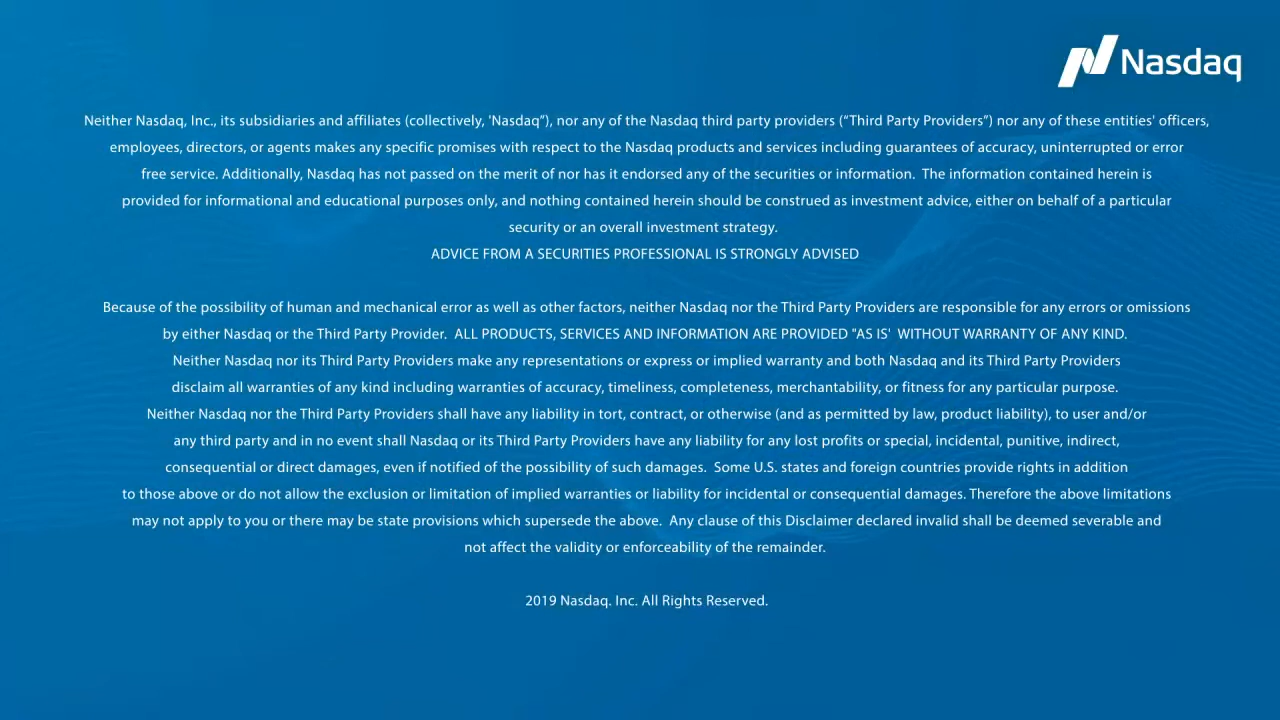 Nasdaq
Neither Nasdaq, Inc., its subsidiaries and affiliates (collectively, 'Nasdaq”), nor any of the Nasdaq third party providers (“Third Party Providers”) nor any of these entities' officers,
employees, directors, or agents makes any specific promises with respect to the Nasdaq products and services including guarantees of accuracy, uninterrupted or error
free service. Additionally, Nasdaq has not passed on the merit of nor has it endorsed any of the securities or information.  The information contained herein is
provided for informational and educational purposes only, and nothing contained herein should be construed as investment advice, either on behalf of a particular
security or an overall investment strategy.
ADVICE FROM A SECURITIES PROFESSIONAL IS STRONGLY ADVISED
Because of the possibility of human and mechanical error as well as other factors, neither Nasdaq nor the Third Party Providers are responsible for any errors or omissions
by either Nasdaq or the Third Party Provider.  ALL PRODUCTS, SERVICES AND INFORMATION ARE PROVIDED "AS IS'  WITHOUT WARRANTY OF ANY KIND.
Neither Nasdaq nor its Third Party Providers make any representations or express or implied warranty and both Nasdaq and its Third Party Providers
disclaim all warranties of any kind including warranties of accuracy, timeliness, completeness, merchantability, or fitness for any particular purpose.
Neither Nasdaq nor the Third Party Providers shall have any liability in tort, contract, or otherwise (and as permitted by law, product liability), to user and/or
any third party and in no event shall Nasdaq or its Third Party Providers have any liability for any lost profits or special, incidental, punitive, indirect,
consequential or direct damages, even if notified of the possibility of such damages.  Some U.S. states and foreign countries provide rights in addition
to those above or do not allow the exclusion or limitation of implied warranties or liability for incidental or consequential damages. Therefore the above limitations
may not apply to you or there may be state provisions which supersede the above.  Any clause of this Disclaimer declared invalid shall be deemed severable and
not affect the validity or enforceability of the remainder.
2019 Nasdaq. Inc. All Rights Reserved.